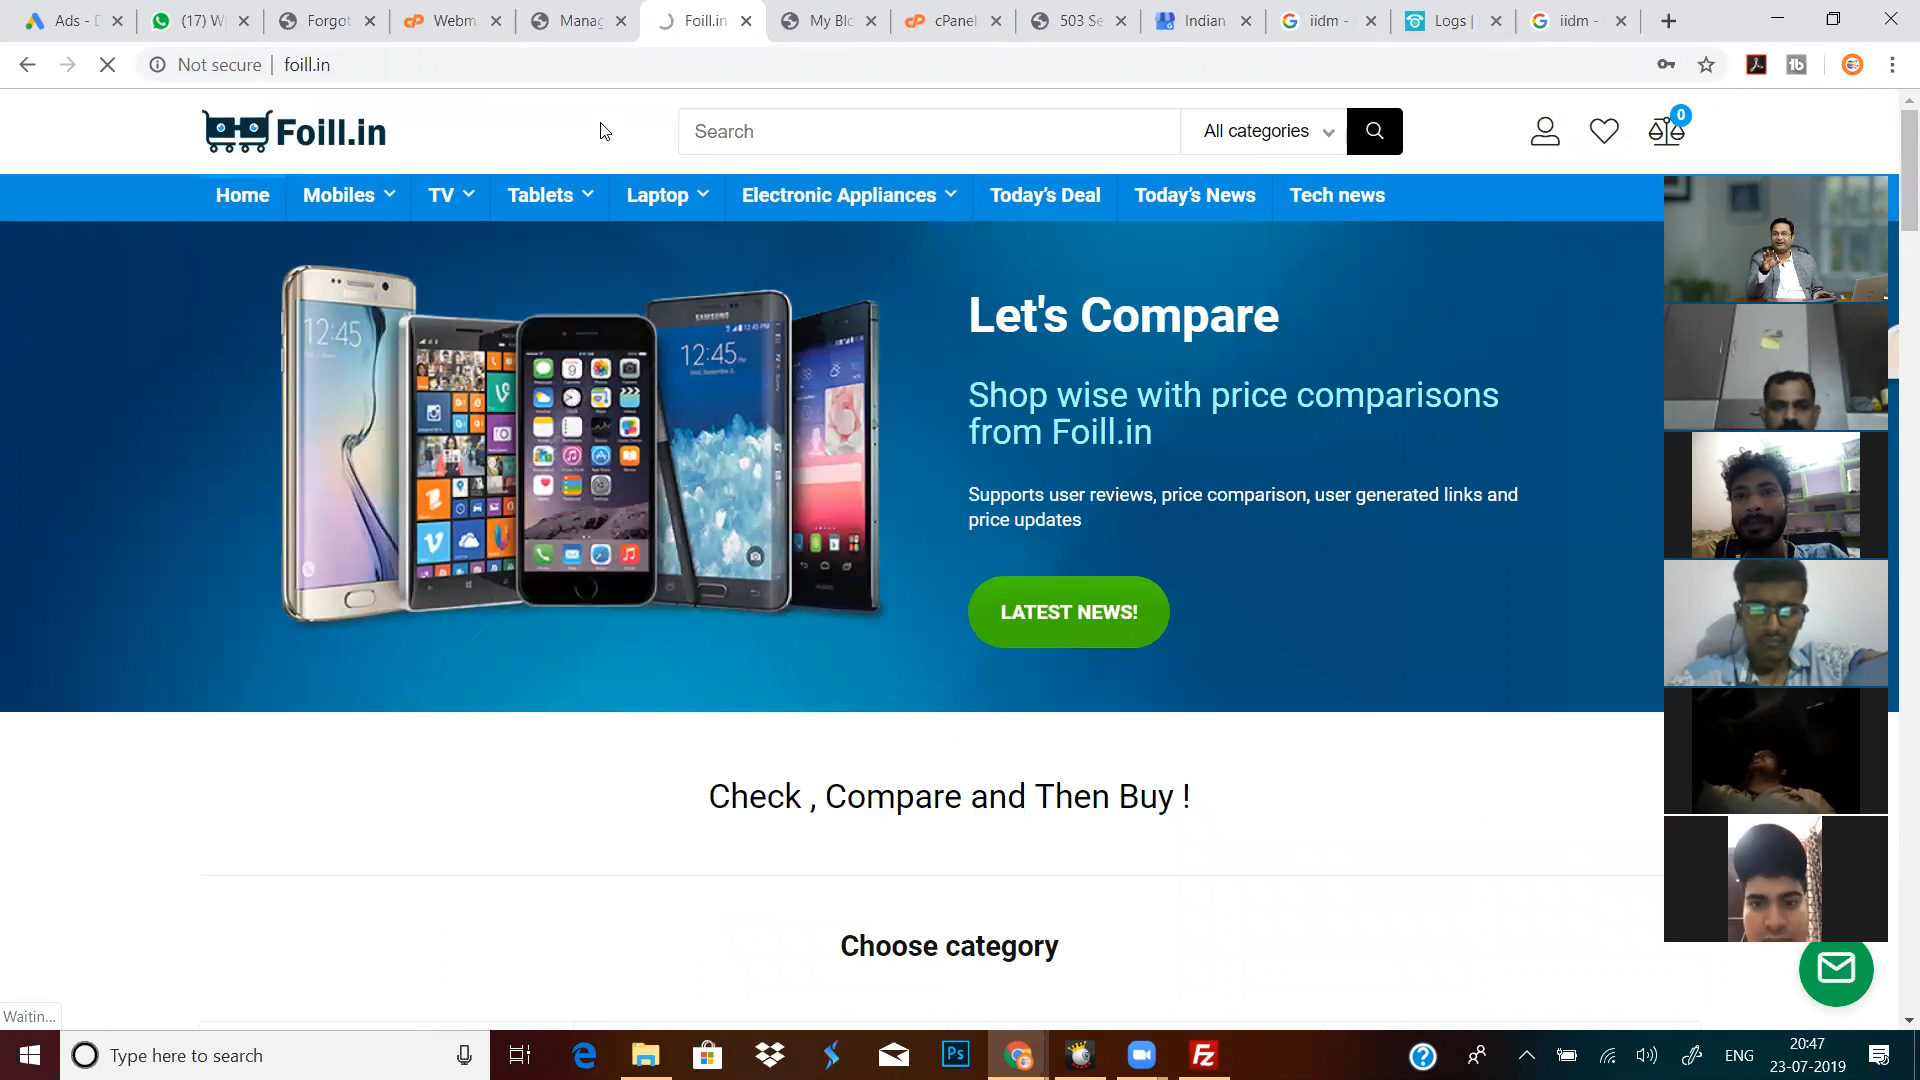 Ads - D
(17) W
Forgot
Webm
Manag
Foill.in
My Blo
cPanel
503 Se
Indian
iidm -
Logs |
iidm -
Not secure
foill.in
Foill.in
Search
All categories
0
Home
Mobiles
TV
Tablets
Laptop
Electronic Appliances
Today's Deal
Today's News
Tech news
12:45
SAMSUNG
12:45
Let's Compare
Shop wise with price comparisons
from Foill.in
Supports user reviews, price comparison, user generated links and
price updates
LATEST NEWS!
Check , Compare and Then Buy !
Choose category
Waitin...
Type here to search
Ps
Fz
ENG
20:47
23-07-2019